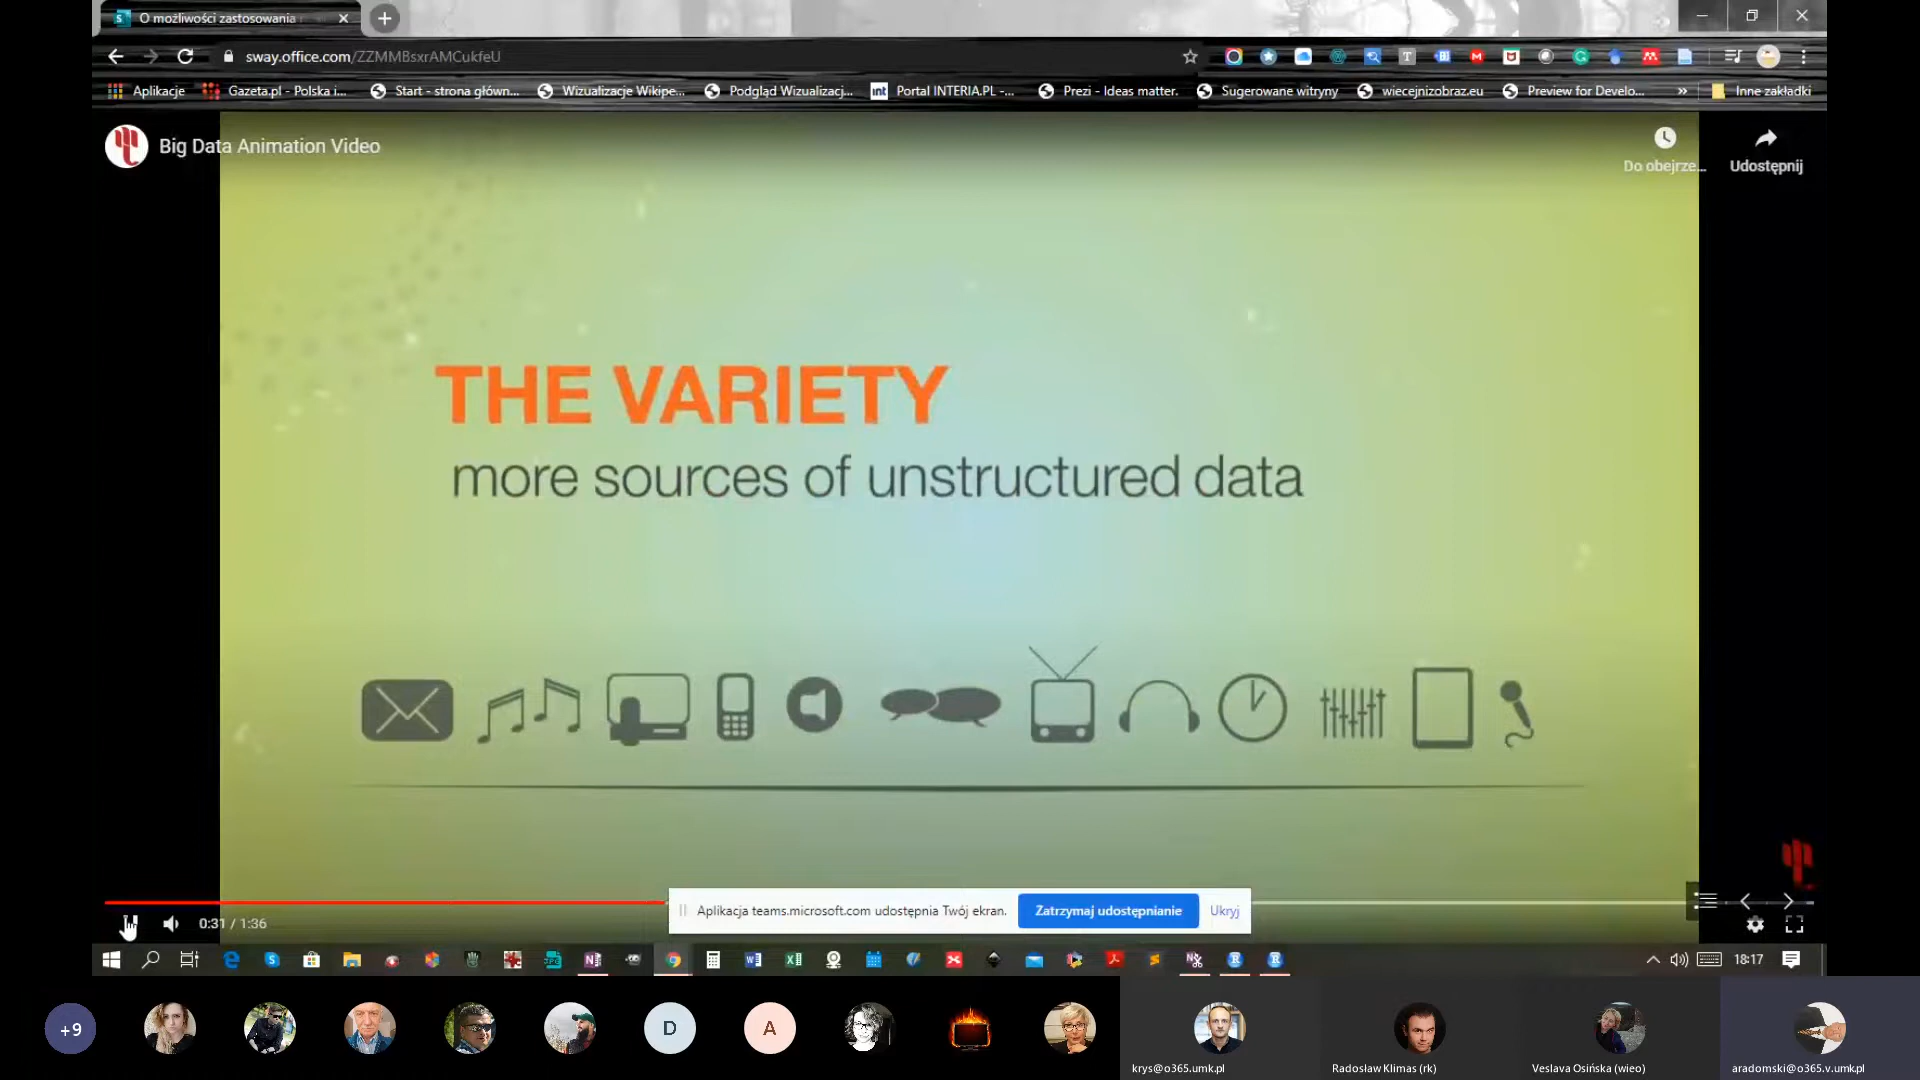 O możliwości zastosowania
sway.office.com/ZZMMBsxrAMCukfeU
Aplikacje
Gazeta.pl - Polska i...
Start - strona główn...
Wizualizacje Wikipe...
Podgląd Wizualizacj...
int
Portal INTERIA.PL -...
Prezi - Ideas matter.
Sugerowane witryny
wiecejnizobraz.eu
Preview for Develo...
»
Inne zakładki
Big Data Animation Video
Do obejrze...
Udostępnij
THE VARIETY
more sources of unstructured data
Aplikacja teams.microsoft.com udostępnia Twój ekran.
Zatrzymaj udostępnianie
Ukryj
0:31 / 1:36
18:17
+9
D
A
krys@o365.umk.pl
Radosław Klimas (rk)
Veslava Osińska (wieo)
aradomski@o365.v.umk.pl